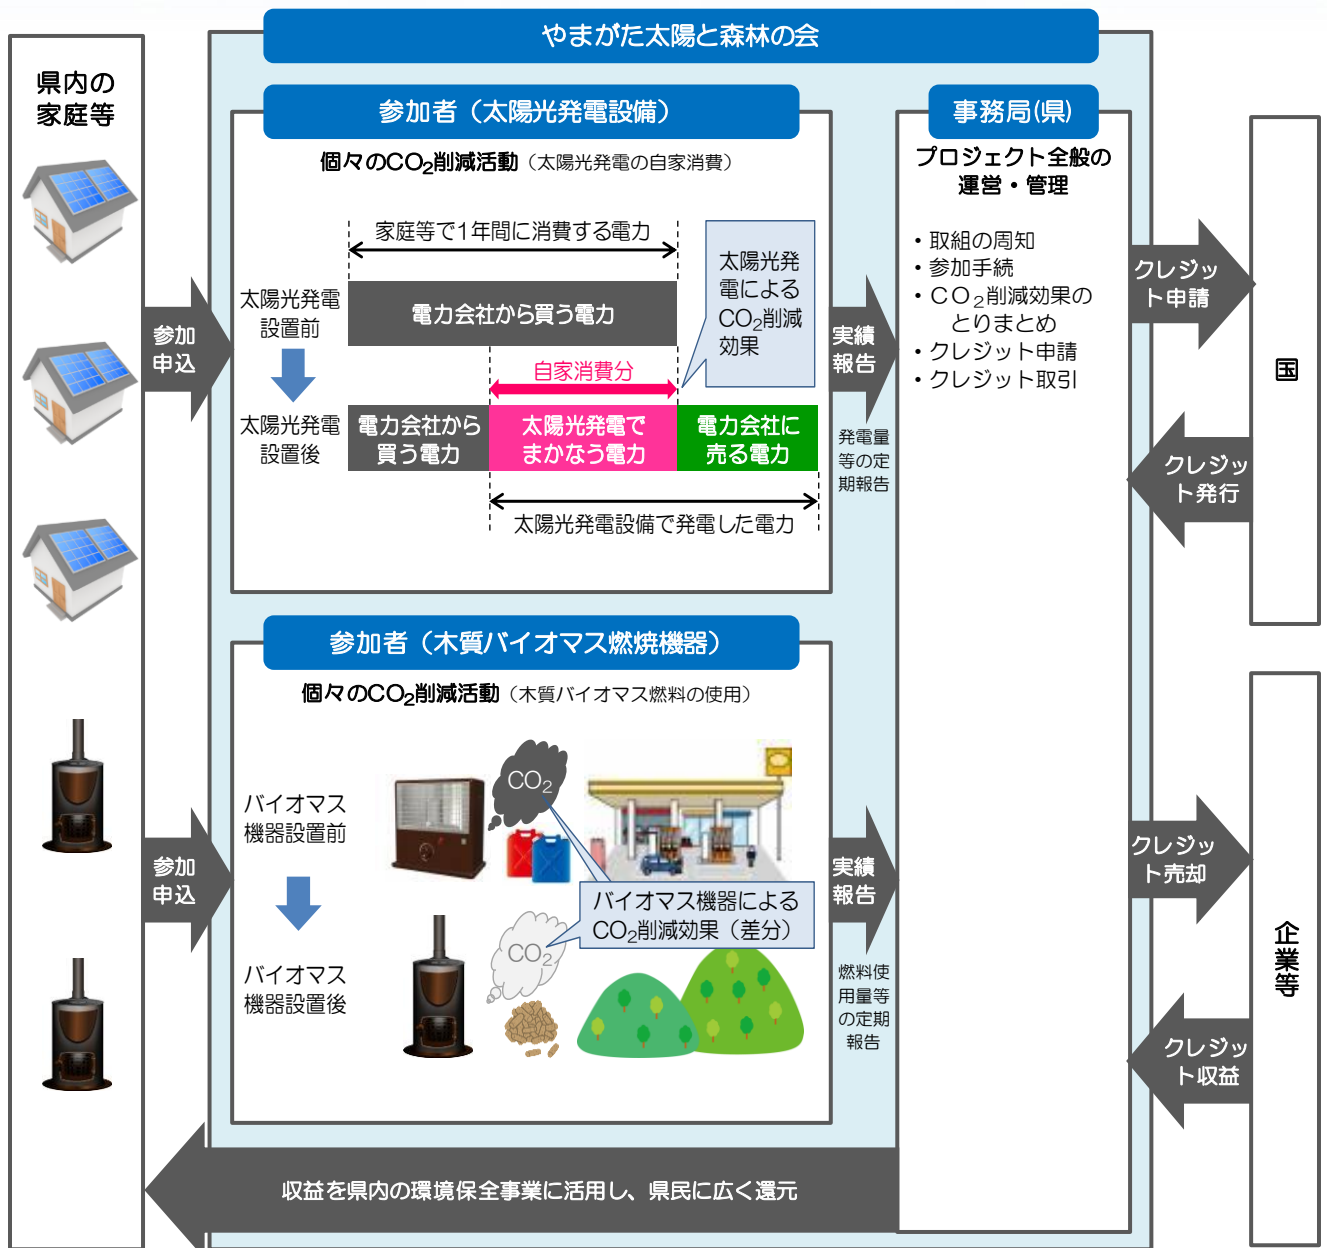 やまがた太陽と森林の会
県内の
家庭等
参加者（太陽光発電設備）
個々のCO₂削減活動（太陽光発電の自家消費）
家庭等で1年間に消費する電力
太陽光発電
設置前
電力会社から買う電力
太陽光発
電による
CO₂削減
効果
自家消費分
太陽光発電
設置後
電力会社から
買う電力
太陽光発電で
まかなう電力
電力会社に
売る電力
太陽光発電設備で発電した電力
参加
申込
実績
報告
発電量
等の定
期報告
事務局(県)
プロジェクト全般の
運営・管理
・取組の周知
・参加手続
・ＣＯ₂削減効果の
とりまとめ
・クレジット申請
・クレジット取引
クレジッ
ト申請
クレジッ
ト発行
国
参加者（木質バイオマス燃焼機器）
個々のCO₂削減活動（木質バイオマス燃料の使用）
バイオマス
機器設置前
CO₂
バイオマス機器による
CO₂削減効果（差分）
CO₂
バイオマス
機器設置後
参加
申込
実績
報告
燃料使
用量等
の定期
報告
クレジッ
ト売却
クレジッ
ト収益
企業等
収益を県内の環境保全事業に活用し、県民に広く還元